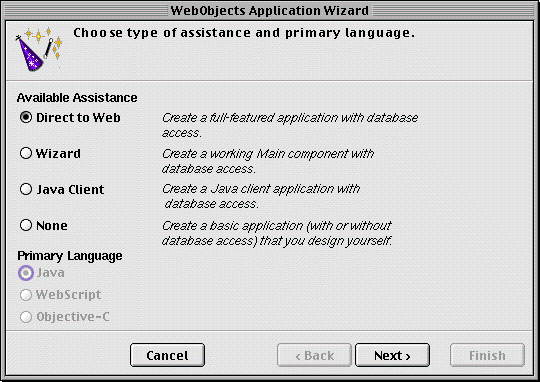 WebObjects Application Wizard
Choose type of assistance and primary language.
Available Assistance
Direct to Web
Create a full-featured application with database
access.
Wizard
Create a working Main component with
database access.
Java Client
Create a Java client application with
database access.
None
Create a basic application (with or without
database access) that you design yourself.
Primary Language
Java
WebScript
Objective-C
Cancel
‹ Back
Next ›
Finish